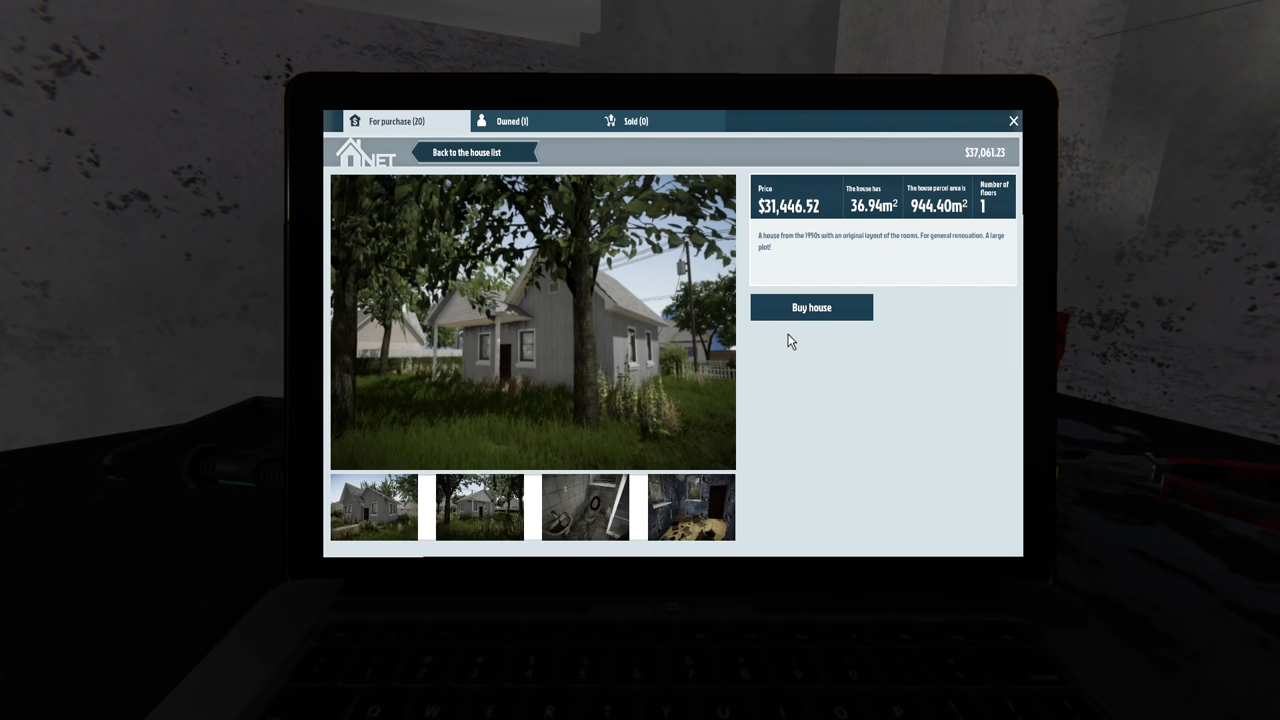 For purchase (20)
Owned (1)
Sold (0)
NET
Back to the house list
$37,061.23
Price
$31,446.52
The house has
36.94m²
The house parcel area is
944.40m²
Number of
floors
1
A house from the 1950s with an original layout of the rooms. For general renovation. A large
plot!
Buy house
Q W E R T Y U I O P